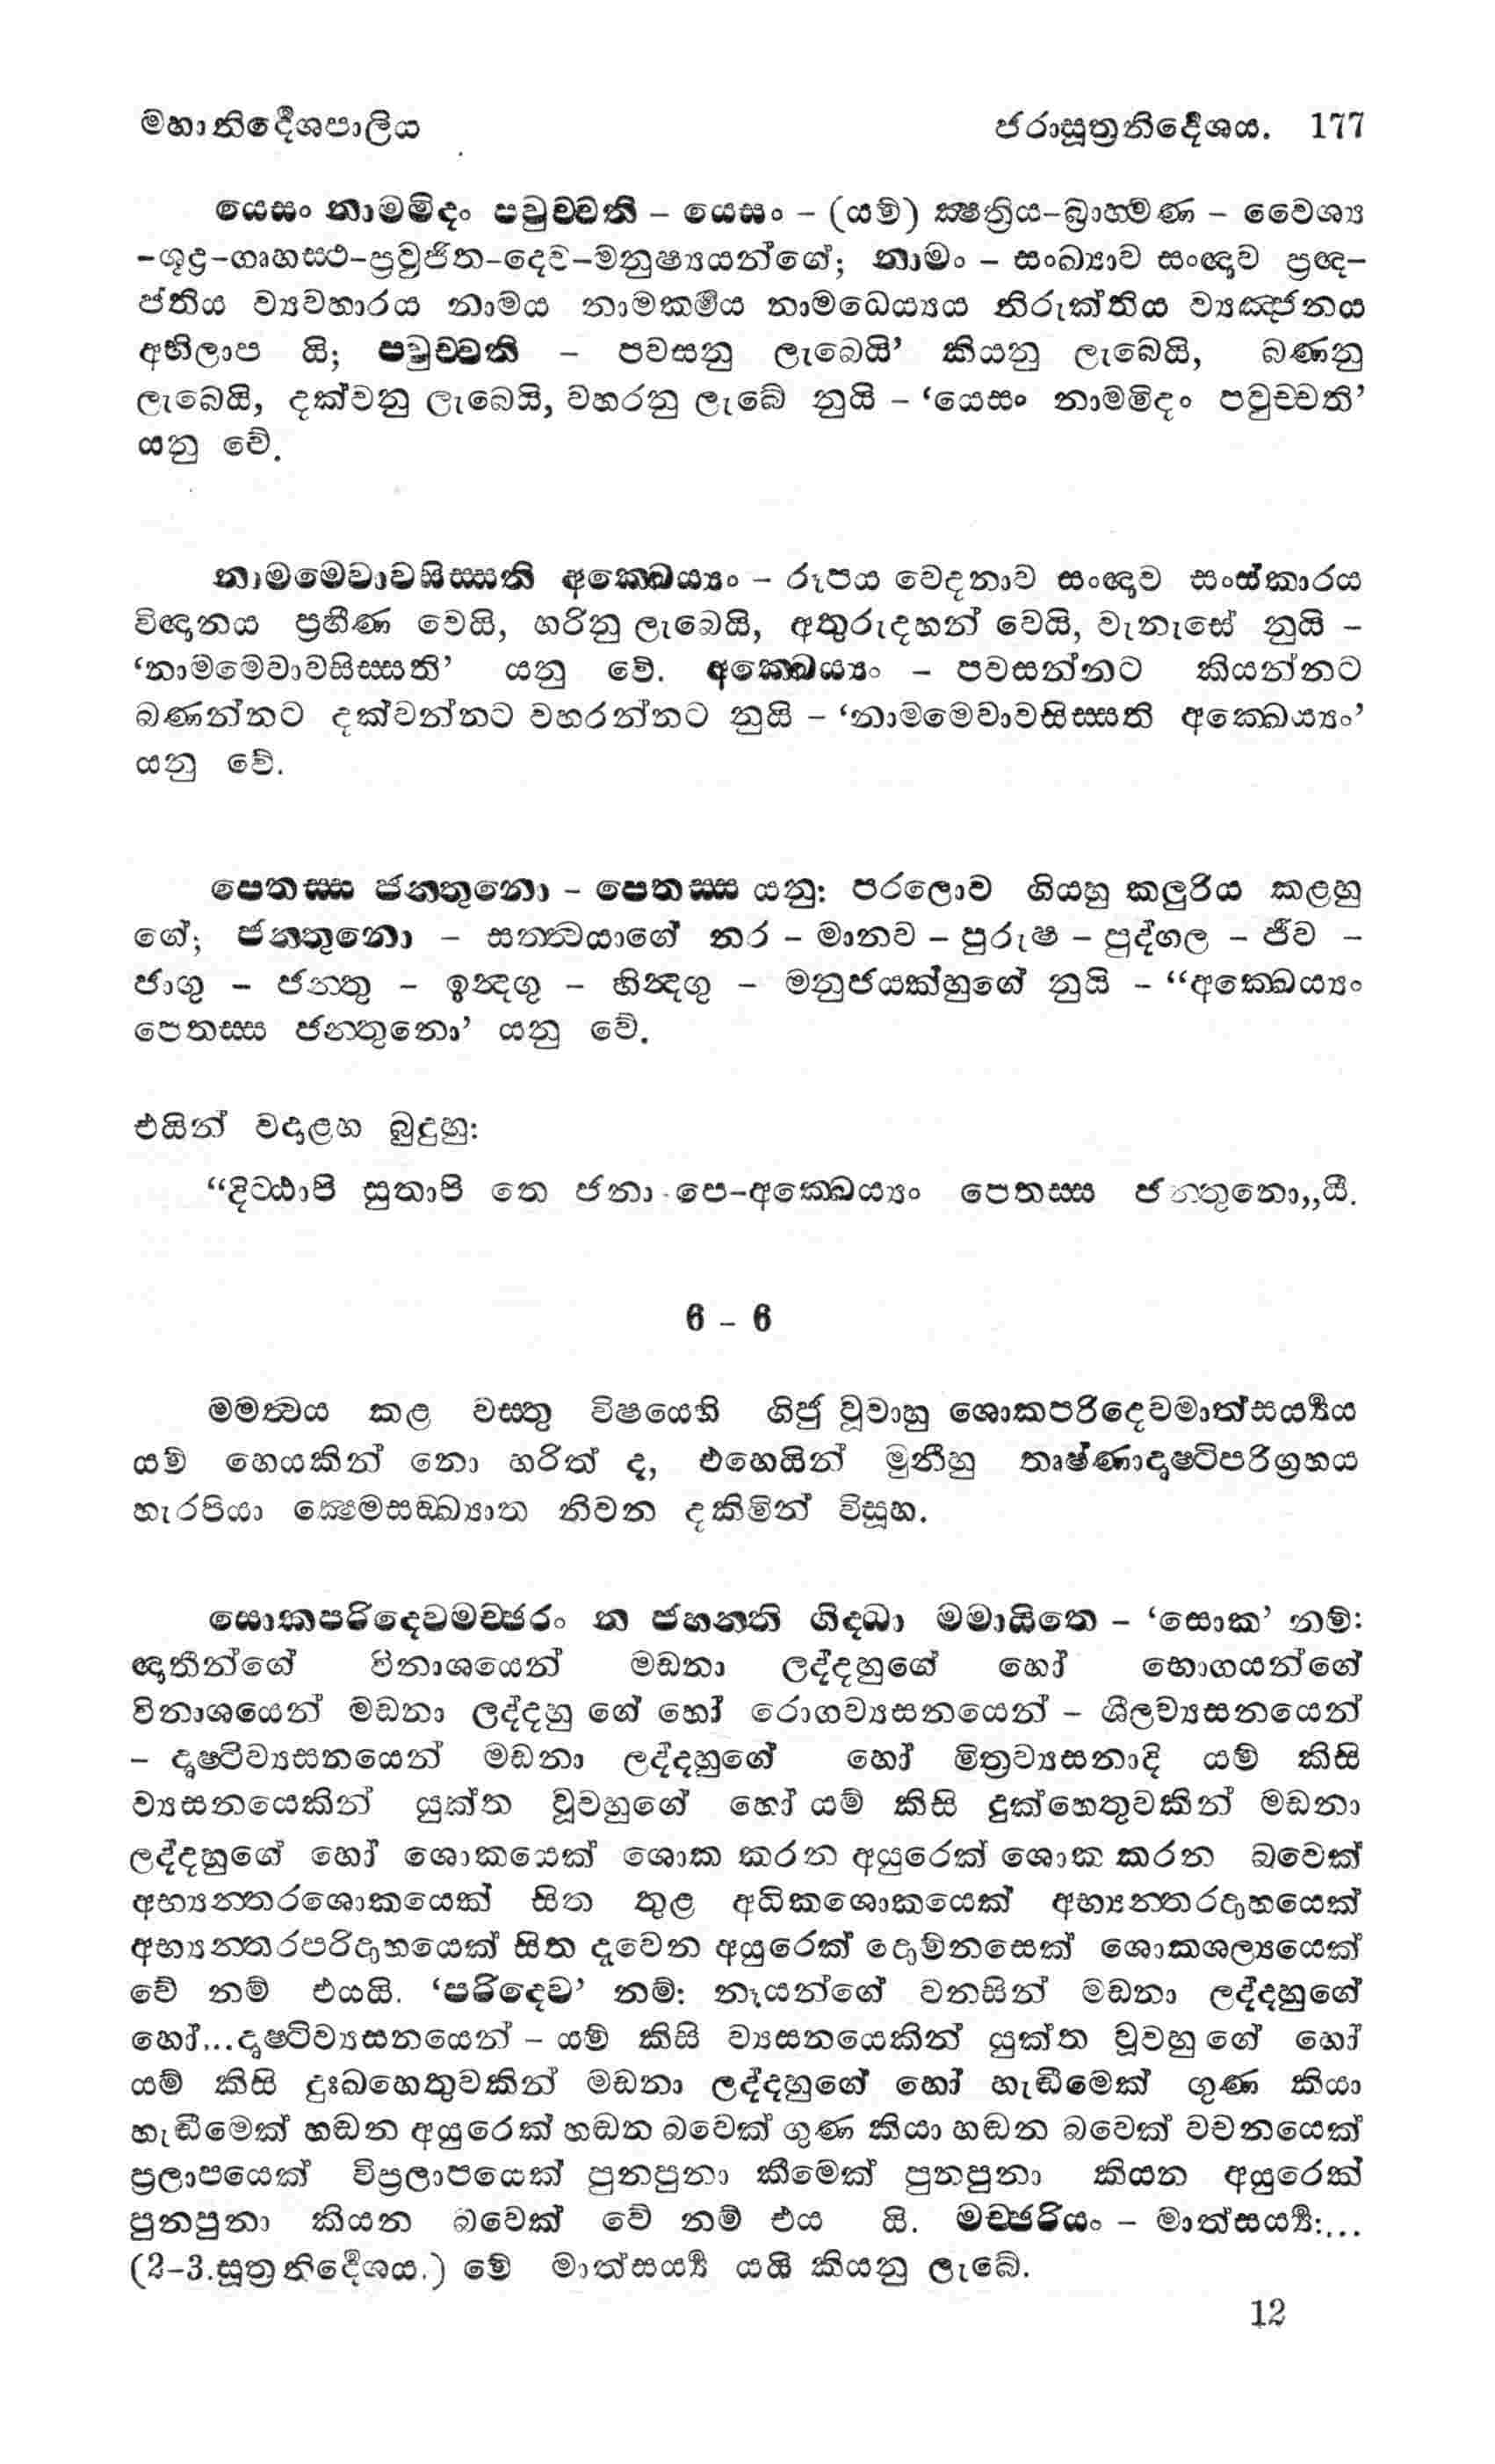 මහානිර්‍දෙශපාලිය ජරාසූත්‍රනිර්‍දෙශය. 177
යෙසං නාමමිදං පවුච්චති – යෙසං – (යම්) ක්‍ෂත්‍රිය–බ්‍රාහ්මණ – වෛශ්‍ය
–ශූද්‍ර–ගෘහස්ථ–ප්‍රව්‍රජිත–දෙව–මනුෂ්‍යයන්ගේ; නාමං – සංඛ්‍යාව සංඥාව ප්‍රඥ–
ප්තිය ව්‍යවහාරය නාමය නාමකර්‍මය නාමධෙය්‍යය නිරුක්තිය ව්‍යඤ්ජනය
අභිලාප යි; පවුච්චති – පවසනු ලැබෙයි’ කියනු ලැබෙයි, බණනු
ලැබෙයි, දක්වනු ලැබෙයි, වහරනු ලැබේ නුයි – ‘යෙසං නාමමිදං පවුච්චති’
යනු වේ.
නාමමෙවාවසිස්සති අක්ඛෙය්‍යං – රූපය වේදනාව සංඥාව සංස්කාරය
විඥානය ප්‍රහීණ වෙයි, හරිනු ලැබෙයි, අතුරුදහන් වෙයි, වැනැසේ නුයි –
‘නාමමෙවාවසිස්සති’ යනු වේ. අක්ඛෙය්‍යං – පවසන්නට කියන්නට
බණන්නට දක්වන්නට වහරන්නට නුයි – ‘නාමමෙවාවසිස්සති අක්ඛෙය්‍යං’
යනු වේ.
පෙතස්ස ජන්තුනො – පෙතස්ස යනු: පරලොව ගියහු කලුරිය කළහු
ගේ; ජන්තුනො – සත්ත්‍වයාගේ නර – මානව – පුරුෂ – පුද්ගල – ජීව –
ජාගු – ජන්තු – ඉන්‍දගු – හින්‍දගු – මනුජයක්හුගේ නුයි – “අක්ඛෙය්‍යං
පෙතස්ස ජන්තුනො’ යනු වේ.
එයින් වදාළහ බුදුහු:
“දිට්ඨාපි සුතාපි තෙ ජනා -පෙ–අක්ඛෙය්‍යං පෙතස්ස ජන්තුනො,,යී.
6 – 6
මමත්‍වය කළ වස්තු විෂයෙහි ගිජු වූවාහු ශොකපරිදෙවමාත්සර්‍ය්‍යය
යම් හෙයකින් නො හරිත් ද, එහෙයින් මුනීහු තෘෂ්ණාදෘෂ්ටිපරිග්‍රහය
හැරපියා ක්‍ෂෙමසඞ්ඛ්‍යාත නිවන දකිමින් විසූහ.
සොකපරිදෙවමච්ඡරං න ජහන්ති ගිද්ධා මමායිතෙ – ‘සොක’ නම්:
ඥාතීන්ගේ විනාශයෙන් මඩනා ලද්දහුගේ හෝ භොගයන්ගේ
විනාශයෙන් මඩනා ලද්දහු ගේ හෝ රොගව්‍යසනයෙන් – ශීලව්‍යසනයෙන්
– දෘෂ්ටිව්‍යසනයෙන් මඩනා ලද්දහුගේ හෝ මිත්‍රව්‍යසනාදි යම් කිසි
ව්‍යසනයෙකින් යුක්ත වූවහුගේ හෝ යම් කිසි දුක්හෙතුවකින් මඩනා
ලද්දහුගේ හෝ ශොකයෙක් ශොක කරන අයුරෙක් ශොක කරන බවෙක්
අභ්‍යන්තරශොකයෙක් සිත තුළ අධිකශොකයෙක් අභ්‍යන්තරදාහයෙක්
අභ්‍යන්තරපරිදාහයෙක් සිත දැවෙන අයුරෙක් දොම්නසෙක් ශොකශල්‍යයෙක්
වේ නම් එයයි. ‘පරිදෙව’ නම්: නෑයන්ගේ වනසින් මඩනා ලද්දහුගේ
හෝ...දෘෂ්ටිව්‍යසනයෙන් – යම් කිසි ව්‍යසනයෙකින් යුක්ත වූවහු ගේ හෝ
යම් කිසි දුඃඛහෙතුවකින් මඩනා ලද්දහුගේ හෝ හැඬීමෙක් ගුණ කියා
හැඬීමෙක් හඬන අයුරෙක් හඬන බවෙක් ගුණ කියා හඬන බවෙක් වචනයෙක්
ප්‍රලාපයෙක් විප්‍රලාපයෙක් පුනපුනා කීමෙක් පුනපුනා කියන අයුරෙක්
පුනපුනා කියන බවෙක් වේ නම් එය යි. මච්ඡරියං – මාත්සර්‍ය්‍ය:...
(2–3.සූත්‍ර නිර්‍දෙශය.) මේ මාත්සර්‍ය්‍ය යයි කියනු ලැබේ.
12